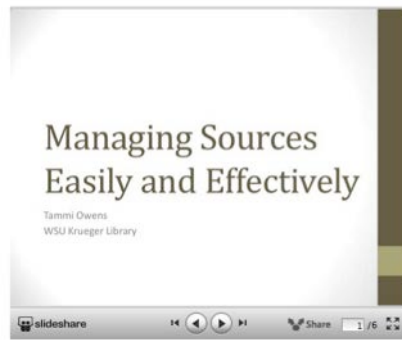 Managing Sources
Easily and Effectively
Tammi Owens
WSU Krueger Library
slideshare Share 1 /6